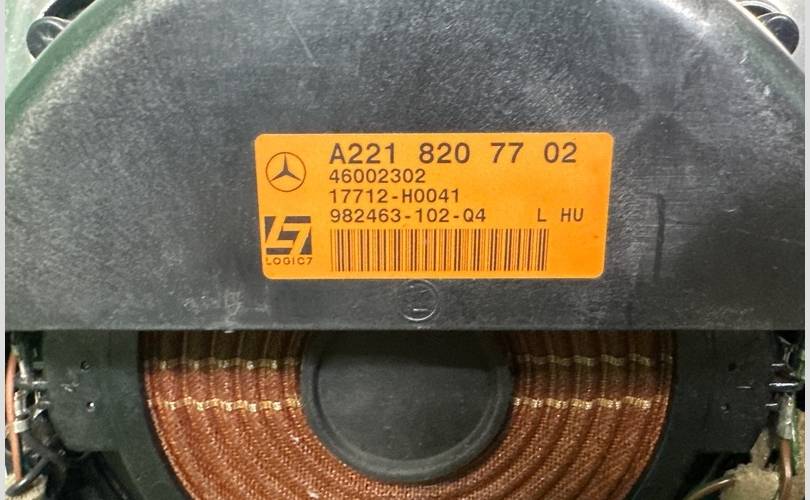 A221 820 77 02
46002302
17712-H0041
982463-102-Q4 L HU
LOGIC7
L